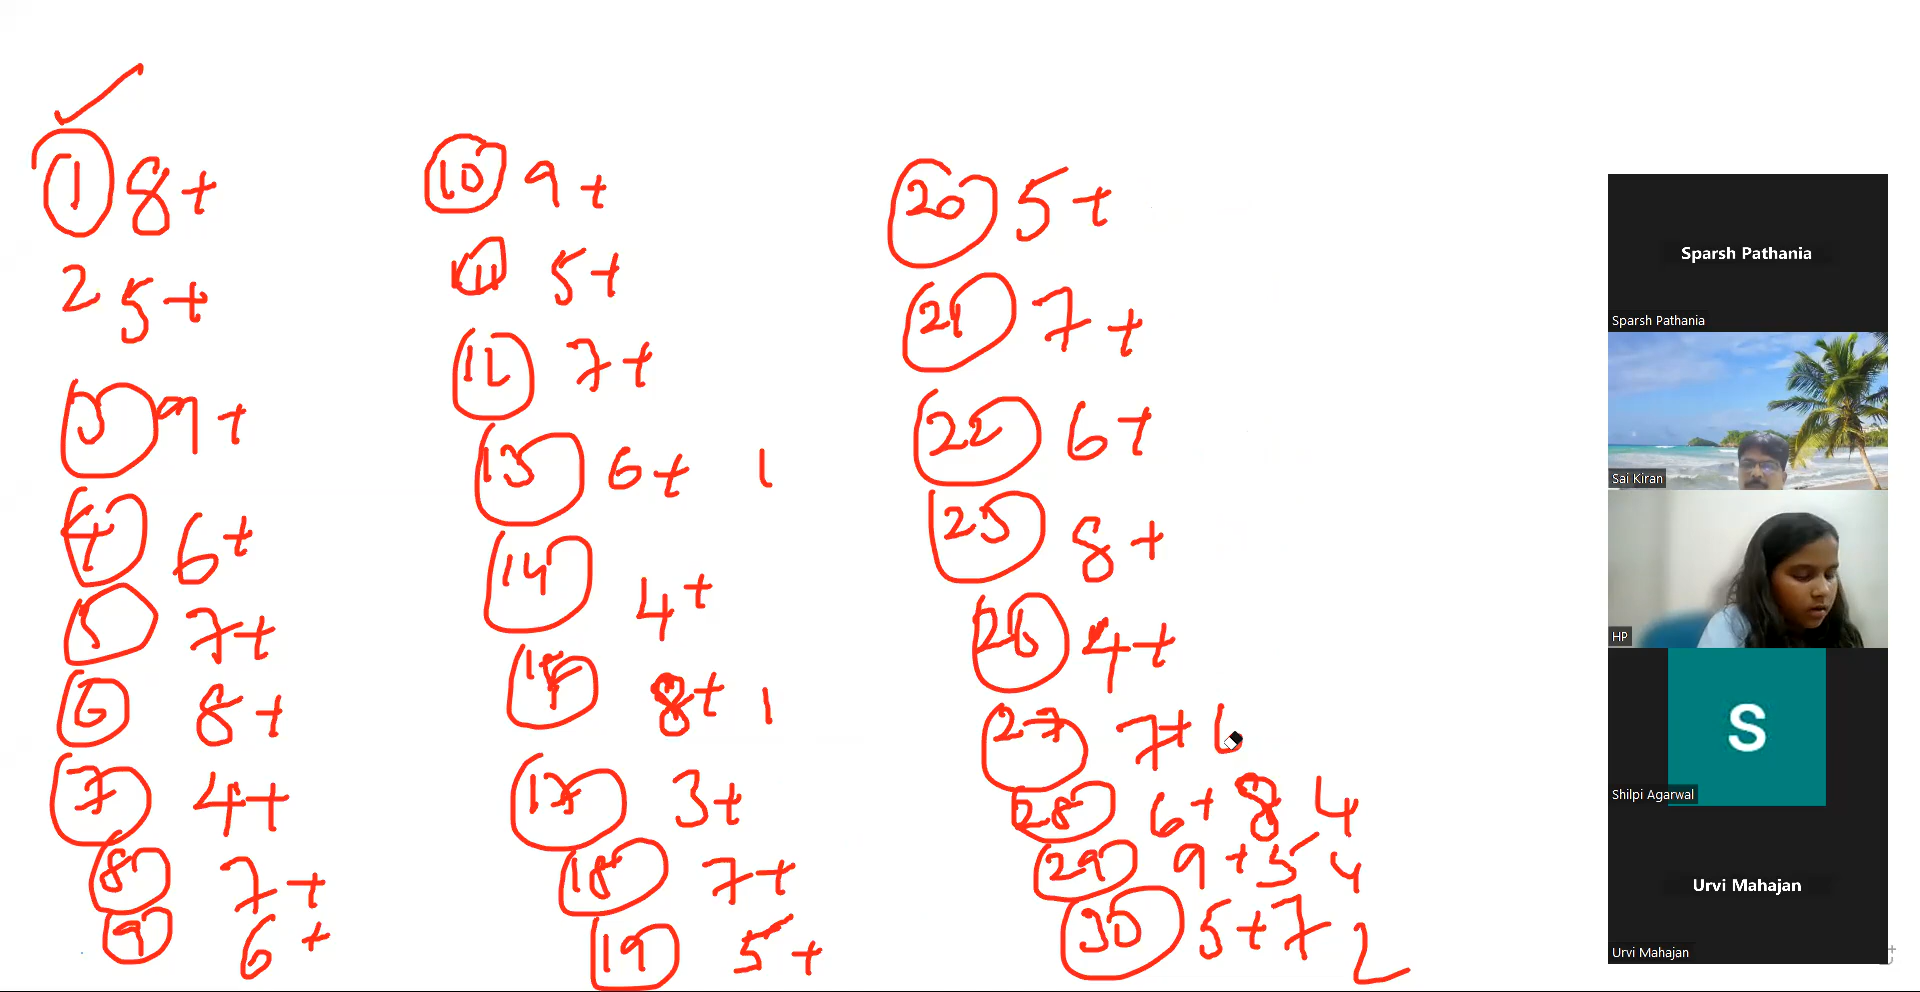 1 8+
2 5+
3 9+
4 6+
5 7+
6 8+
7 4+
8 7+
9 6+
10 9+
11 5+
12 7+
13 6+ 1
14 4+
15 8+ 1
17 3+
18 7+
19 5+
20 5+
21 7+
22 6+
25 8+
26 4+
27 7+ 6
28 6+8 4
29 9+5 4
30 5+7 2
Sparsh Pathania
Sparsh Pathania
Sai Kiran
HP
S
Shilpi Agarwal
Urvi Mahajan
Urvi Mahajan